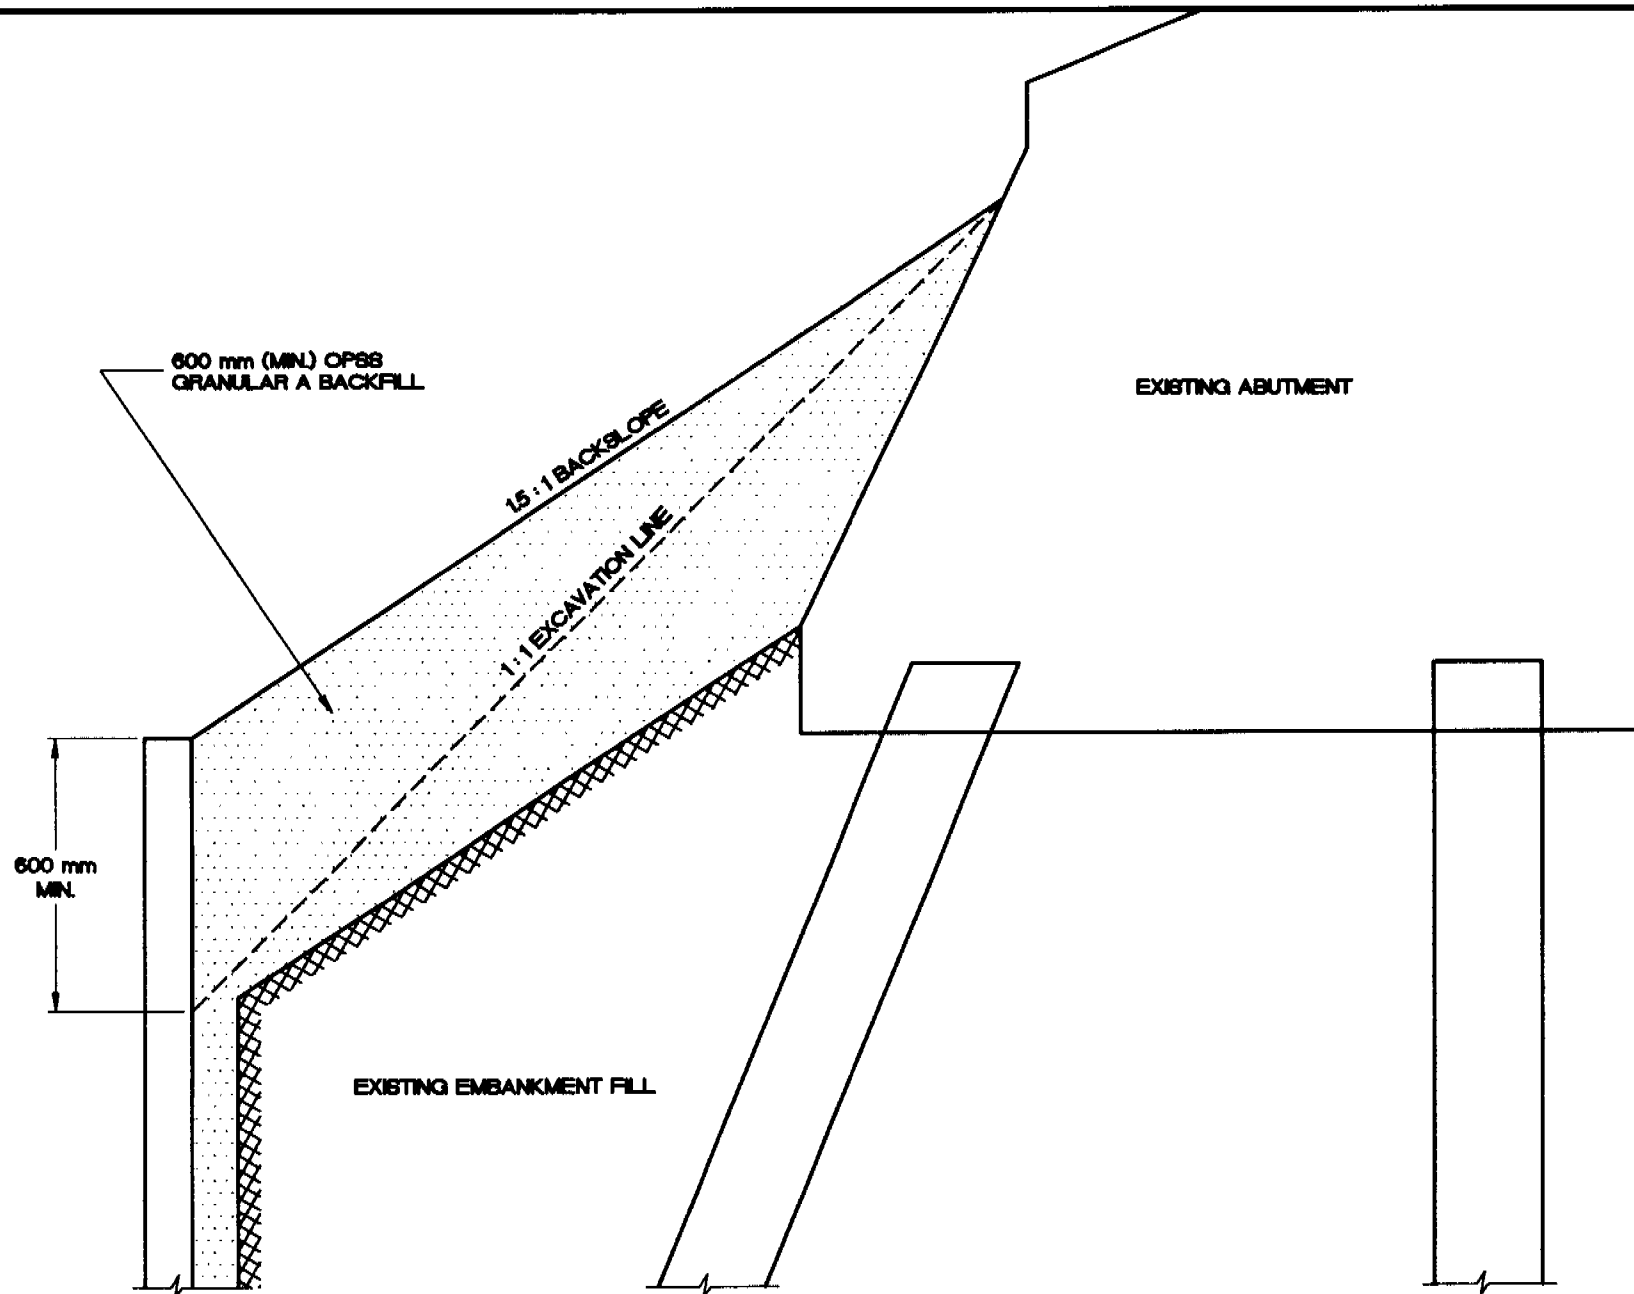 600 mm (MIN.) OPSS
GRANULAR A BACKFILL
EXISTING ABUTMENT
1.5 : 1 BACKSLOPE
1 : 1 EXCAVATION LINE
600 mm
MIN.
EXISTING EMBANKMENT FILL